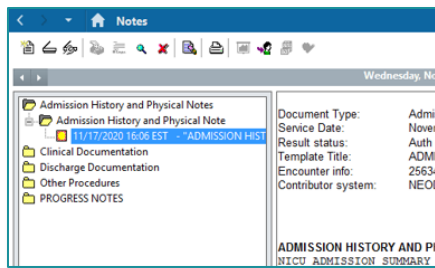 Notes
Wednesday, No
Admission History and Physical Notes
Admission History and Physical Note
11/17/2020 16:06 EST - "ADMISSION HIST
Clinical Documentation
Discharge Documentation
Other Procedures
PROGRESS NOTES
Document Type: Admi
Service Date: Nover
Result status: Auth
Template Title: ADMI
Encounter info: 2563
Contributor system: NEO
ADMISSION HISTORY AND P
NICU ADMISSION SUMMARY